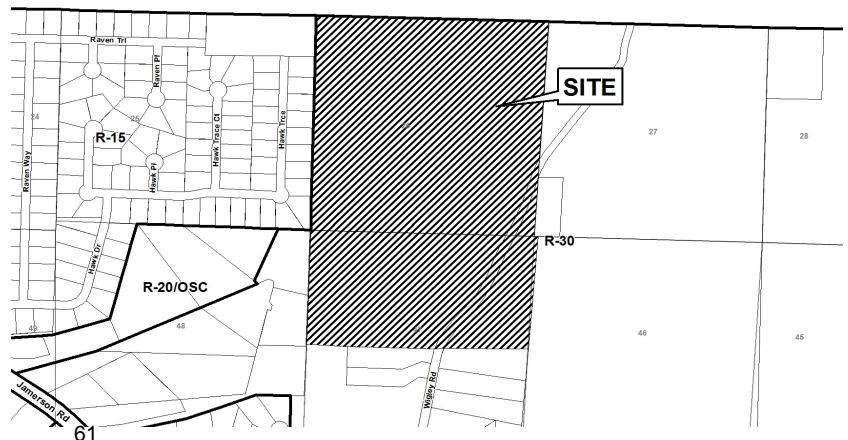 Raven Trl
Raven Pl
SITE
24
25
R-15
Hawk Trace Ct
Hawk Trce
27
28
Raven Way
Hawk Pl
R-30
Hawk Dr
R-20/OSC
49
48
46
45
Wigley Rd
Jamerson Rd
61